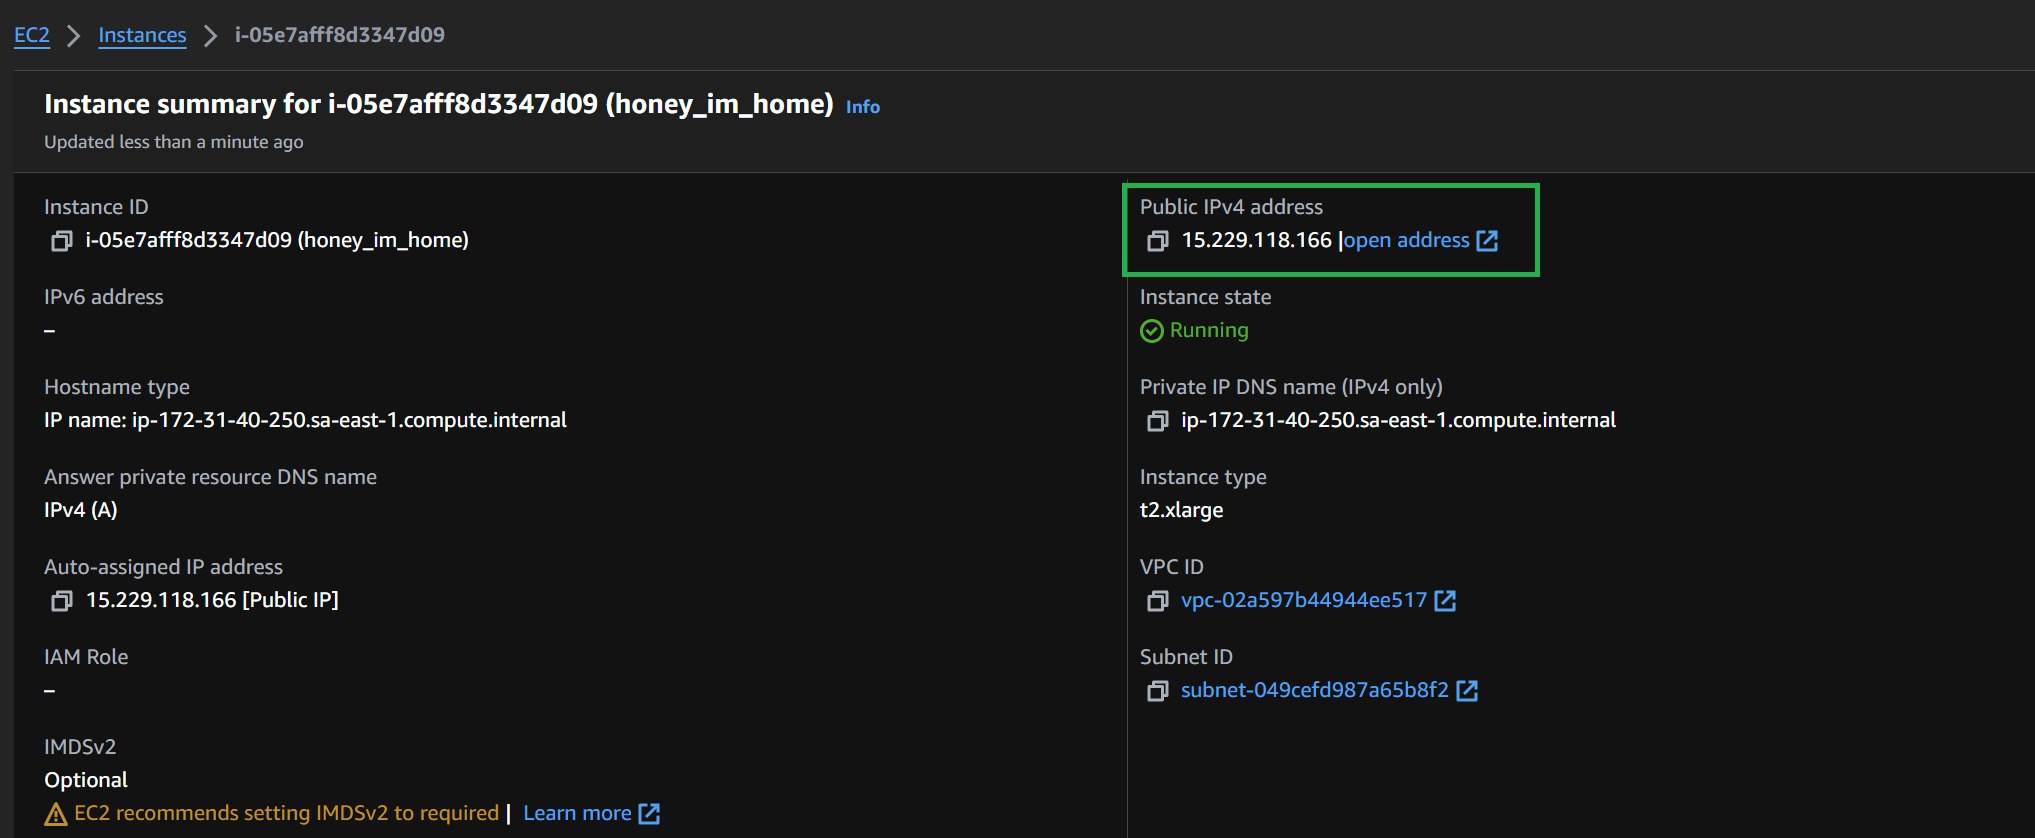 EC2 > Instances > i-05e7afff8d3347d09
Instance summary for i-05e7afff8d3347d09 (honey_im_home) Info
Updated less than a minute ago
Instance ID
i-05e7afff8d3347d09 (honey_im_home)
Public IPv4 address
15.229.118.166 |open address
IPv6 address
–
Instance state
Running
Hostname type
IP name: ip-172-31-40-250.sa-east-1.compute.internal
Private IP DNS name (IPv4 only)
ip-172-31-40-250.sa-east-1.compute.internal
Answer private resource DNS name
IPv4 (A)
Instance type
t2.xlarge
Auto-assigned IP address
15.229.118.166 [Public IP]
VPC ID
vpc-02a597b44944ee517
IAM Role
–
Subnet ID
subnet-049cefd987a65b8f2
IMDSv2
Optional
EC2 recommends setting IMDSv2 to required | Learn more